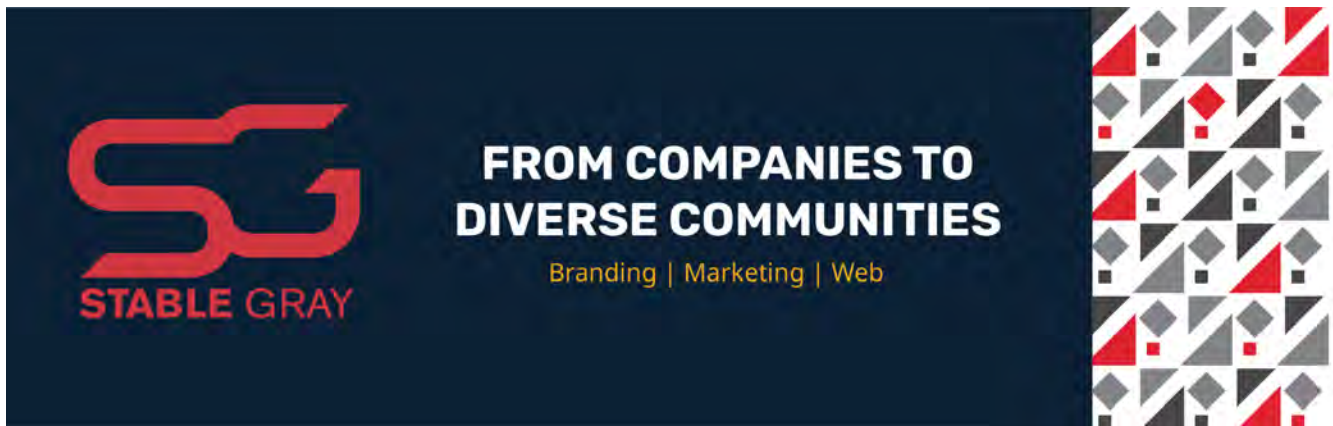 SG
STABLE GRAY
FROM COMPANIES TO
DIVERSE COMMUNITIES
Branding | Marketing | Web